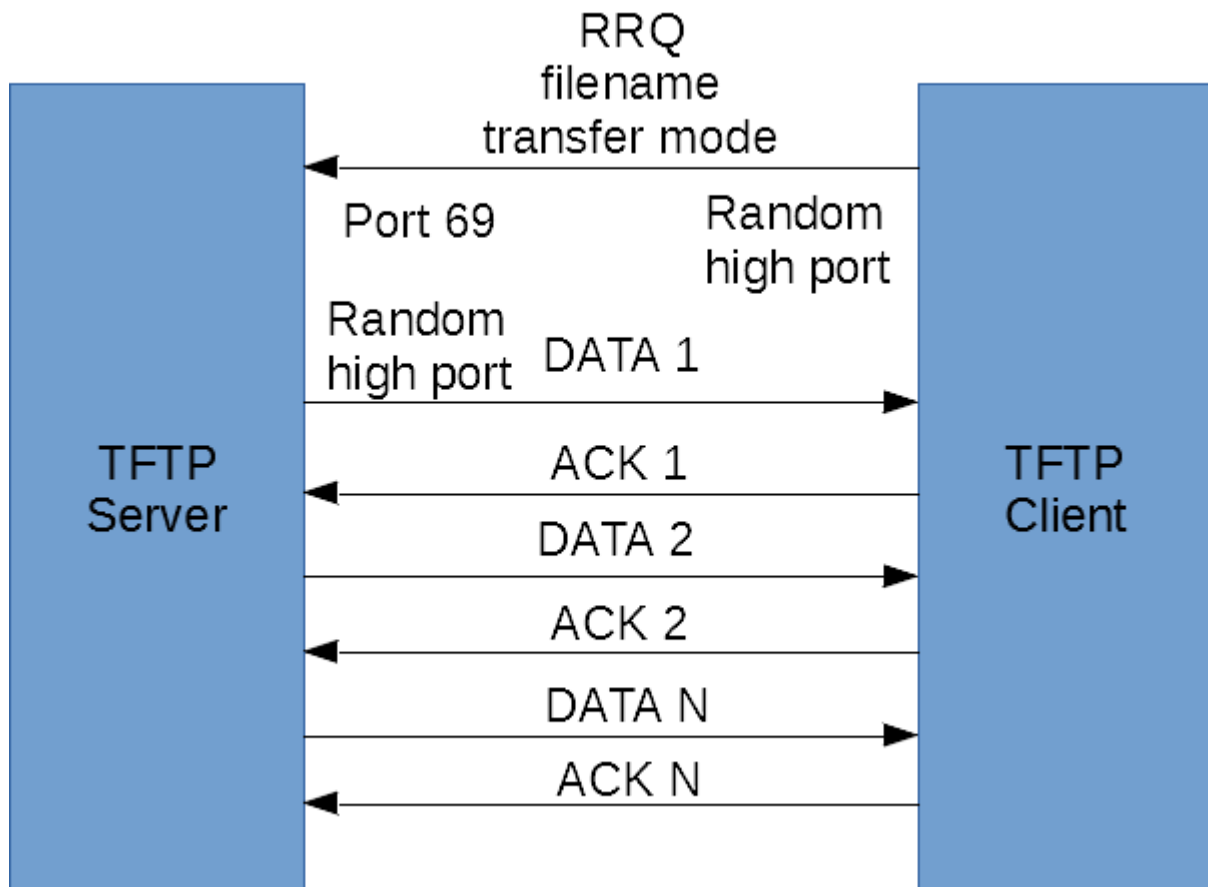 RRQ
filename
transfer mode
Port 69
Random
high port
Random
high port
DATA 1
ACK 1
TFTP
Server
TFTP
Client
DATA 2
ACK 2
DATA N
ACK N